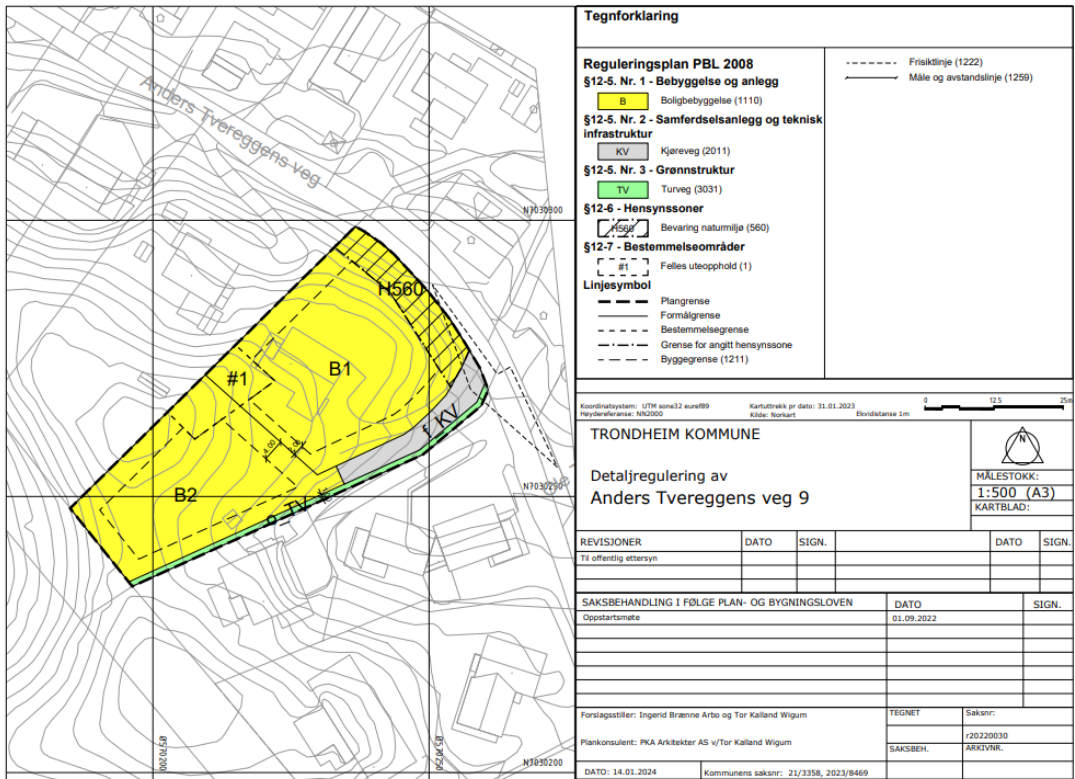 Anders Tvereggens veg
N7030300
H560
B1
#1
f_KV
4,00
B2
o_TV
N7030200
Ø570200
Ø570250
Tegnforklaring
Reguleringsplan PBL 2008
§12-5. Nr. 1 - Bebyggelse og anlegg
B Boligbebyggelse (1110)
§12-5. Nr. 2 - Samferdselsanlegg og teknisk
infrastruktur
KV Kjøreveg (2011)
§12-5. Nr. 3 - Grønnstruktur
TV Turveg (3031)
§12-6 - Hensynssoner
H560 Bevaring naturmiljø (560)
§12-7 - Bestemmelseområder
#1 Felles uteopphold (1)
Linjesymbol
Plangrense
Formålgrense
Bestemmelsegrense
Grense for angitt hensynssone
Byggegrense (1211)
Frisiktlinje (1222)
Måle og avstandslinje (1259)
Koordinatsystem: UTM sone32 euref89 Kartuttrekk pr dato: 31.01.2023 0 12.5 25m
Høydereferanse: NN2000 Kilde: Norkart Ekvidistanse 1m
TRONDHEIM KOMMUNE
Detaljregulering av
Anders Tvereggens veg 9
N
MÅLESTOKK:
1:500 (A3)
KARTBLAD:
REVISJONER DATO SIGN. DATO SIGN.
Til offentlig ettersyn
SAKSBEHANDLING I FØLGE PLAN- OG BYGNINGSLOVEN DATO SIGN.
Oppstartsmøte 01.09.2022
Forslagsstiller: Ingerid Brænne Arbo og Tor Kalland Wigum TEGNET Saksnr:
r20220030
Plankonsulent: PKA Arkitekter AS v/Tor Kalland Wigum SAKSBEH. ARKIVNR.
DATO: 14.01.2024 Kommunens saksnr: 21/3358, 2023/8469